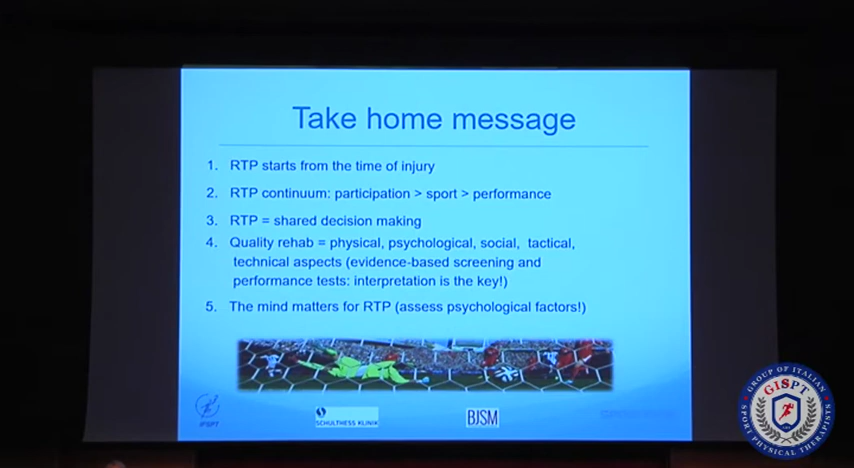 Take home message
1. RTP starts from the time of injury
2. RTP continuum: participation > sport > performance
3. RTP = shared decision making
4. Quality rehab = physical, psychological, social, tactical,
technical aspects (evidence-based screening and
performance tests: interpretation is the key!)
5. The mind matters for RTP (assess psychological factors!)
IFSPT
SCHULTHESS KLINIK
BJSM
GROUP OF ITALIAN
GISPT
SPORT PHYSICAL THERAPISTS